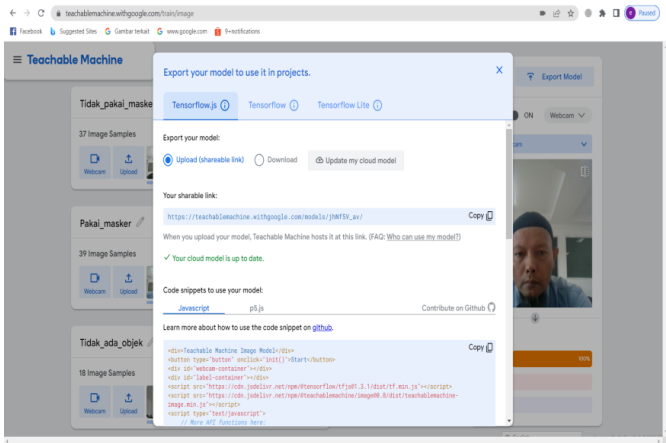 teachablemachine.withgoogle.com/train/image
Paused
Facebook
Suggested Sites
Gambar terkait
www.google.com
9+notifications
Teachable Machine
Export Model
Tidak_pakai_maske
37 Image Samples
Webcam
Upload
Pakai_masker
39 Image Samples
Webcam
Upload
Tidak_ada_objek
18 Image Samples
Webcam
Upload
Export your model to use it in projects.
X
Tensorflow.js
Tensorflow
Tensorflow Lite
Export your model:
Upload (shareable link)
Download
Update my cloud model
Your sharable link:
https://teachablemachine.withgoogle.com/models/jhNfSV_av/
Copy
When you upload your model, Teachable Machine hosts it at this link. (FAQ: Who can use my model?)
✓ Your cloud model is up to date.
Code snippets to use your model:
Javascript
p5.js
Contribute on Github
Learn more about how to use the code snippet on github.
Copy
<div>Teachable Machine Image Model</div>
<button type="button" onclick="init()">Start</button>
<div id="webcam-container"></div>
<div id="label-container"></div>
<script src="https://cdn.jsdelivr.net/npm/@tensorflow/tfjs@1.3.1/dist/tf.min.js"></script>
<script src="https://cdn.jsdelivr.net/npm/@teachablemachine/image@0.8/dist/teachablemachine-
image.min.js"></script>
<script type="text/javascript">
// More API functions here:
ON
Webcam
100%